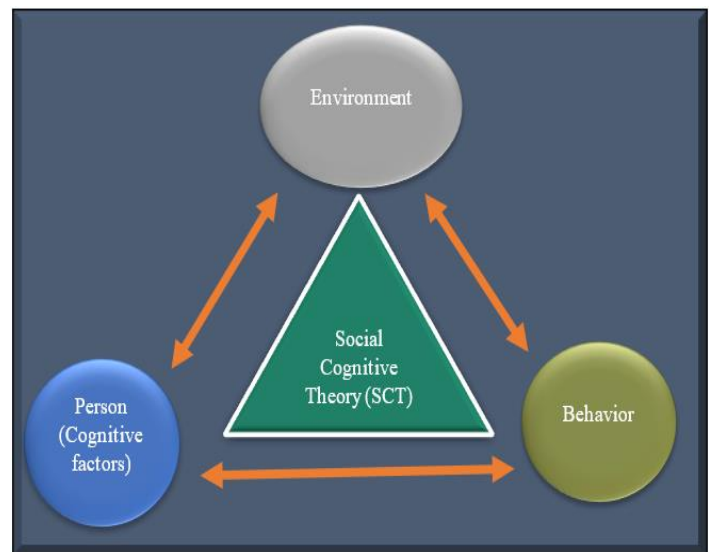 Environment
Social
Cognitive
Theory (SCT)
Person
(Cognitive
factors)
Behavior